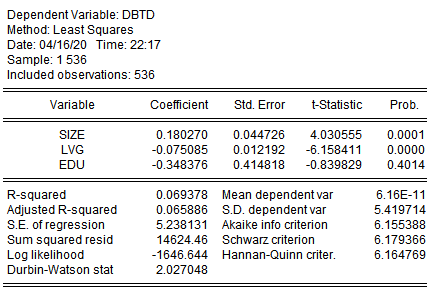 Dependent Variable: DBTD
Method: Least Squares
Date: 04/16/20 Time: 22:17
Sample: 1 536
Included observations: 536
Variable Coefficient Std. Error t-Statistic Prob.
SIZE 0.180270 0.044726 4.030555 0.0001
LVG -0.075085 0.012192 -6.158411 0.0000
EDU -0.348376 0.414818 -0.839829 0.4014
R-squared 0.069378 Mean dependent var 6.16E-11
Adjusted R-squared 0.065886 S.D. dependent var 5.419714
S.E. of regression 5.238131 Akaike info criterion 6.155388
Sum squared resid 14624.46 Schwarz criterion 6.179366
Log likelihood -1646.644 Hannan-Quinn criter. 6.164769
Durbin-Watson stat 2.027048